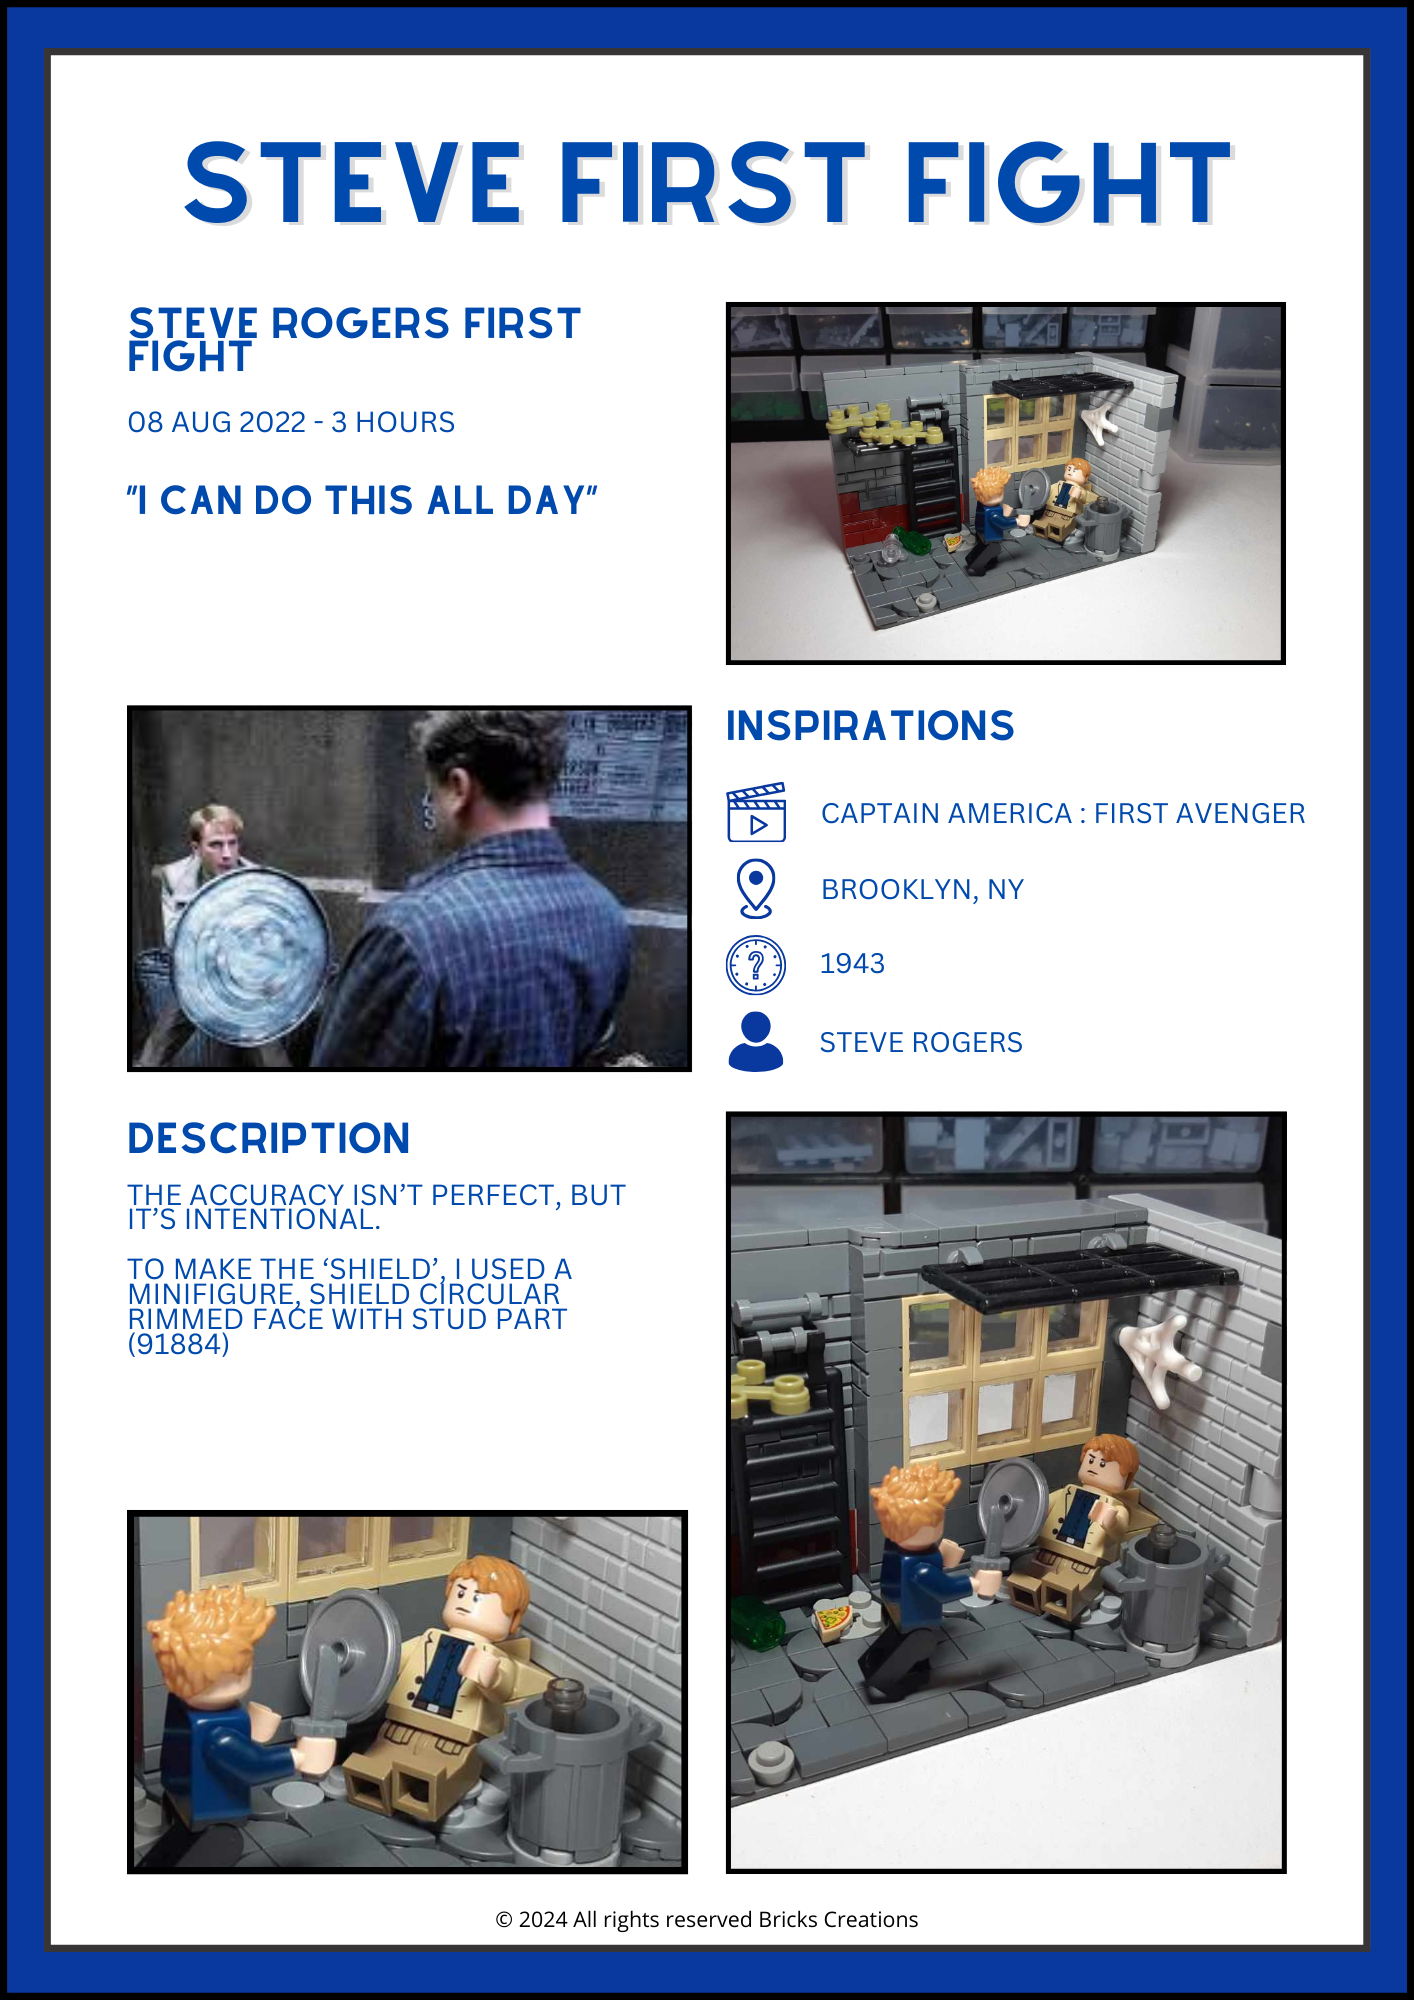 STEVE FIRST FIGHT
STEVE ROGERS FIRST
FIGHT
08 AUG 2022 - 3 HOURS
"I CAN DO THIS ALL DAY"
INSPIRATIONS
CAPTAIN AMERICA : FIRST AVENGER
BROOKLYN, NY
?
1943
STEVE ROGERS
DESCRIPTION
THE ACCURACY ISN’T PERFECT, BUT
IT’S INTENTIONAL.
TO MAKE THE ‘SHIELD’, I USED A
MINIFIGURE, SHIELD CIRCULAR
RIMMED FACE WITH STUD PART
(91884)
© 2024 All rights reserved Bricks Creations